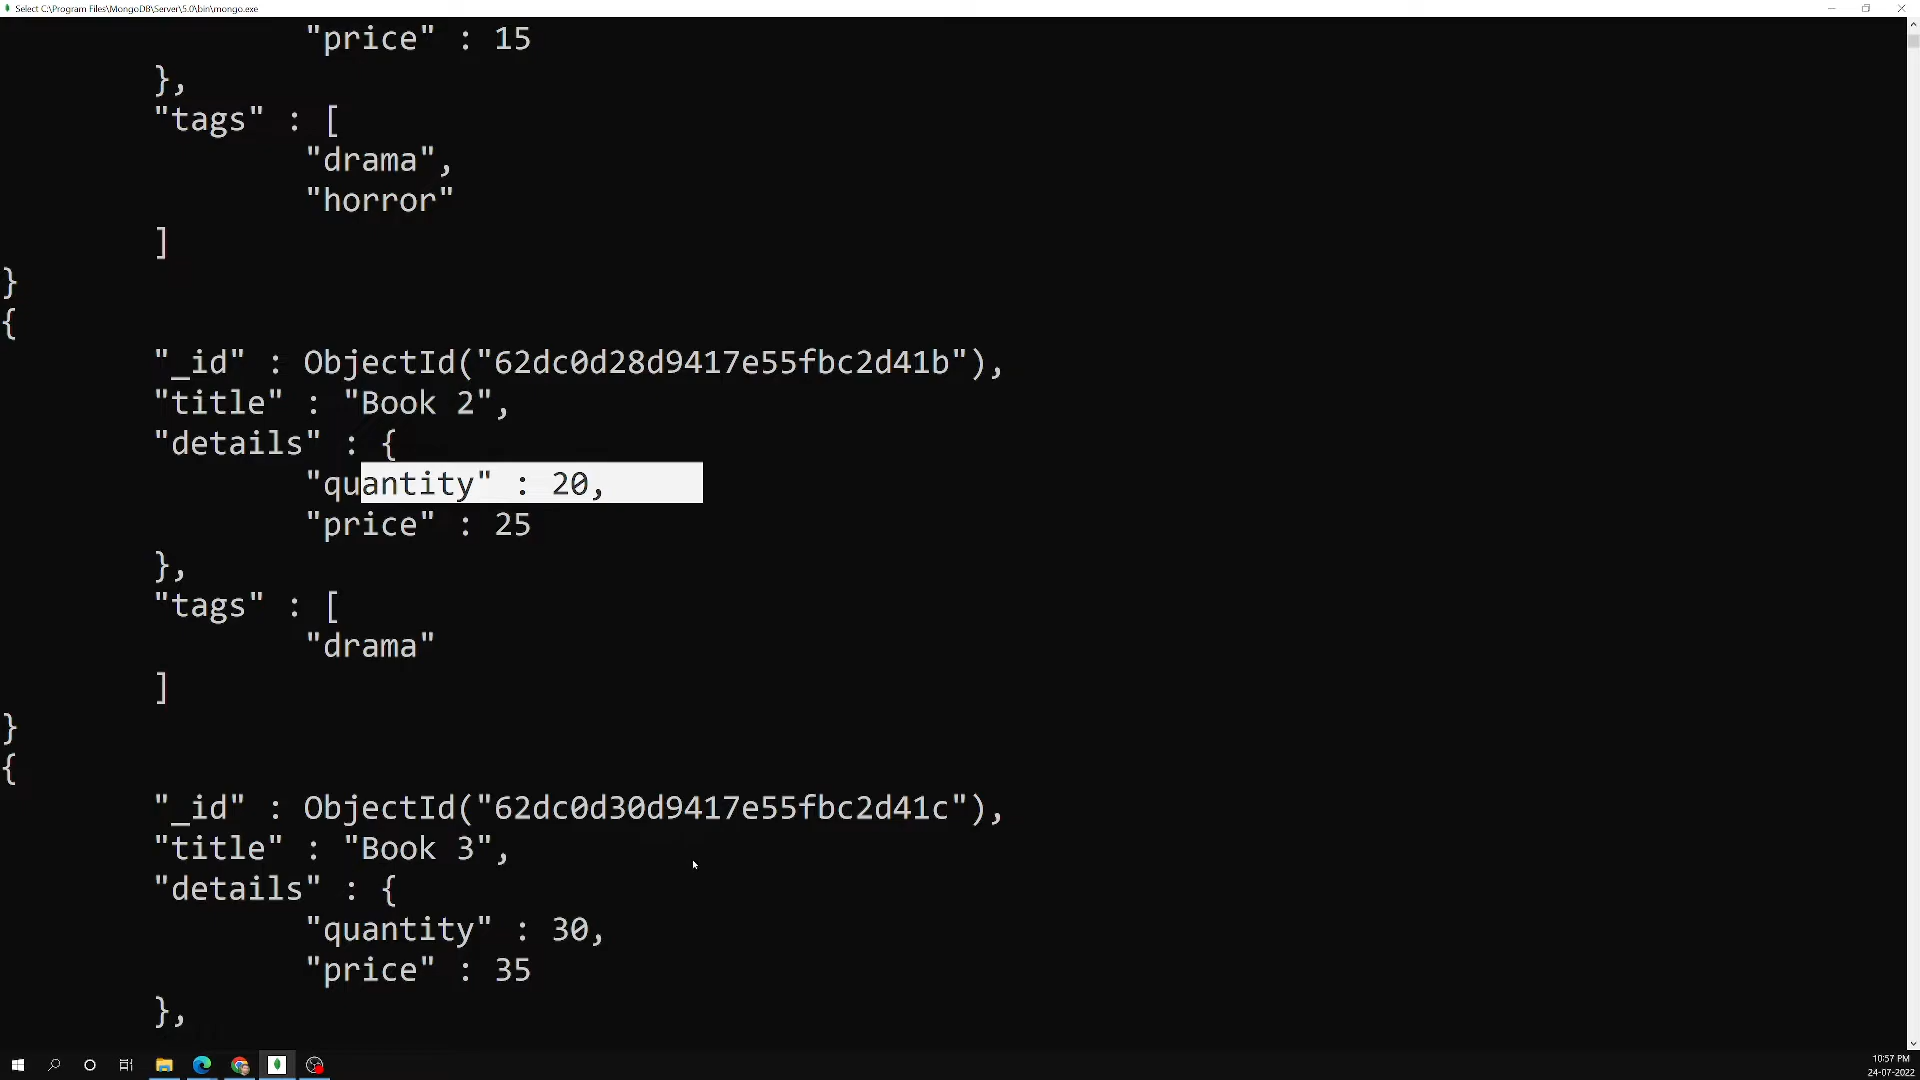 Select C:\Program Files\MongoDB\Server\5.0\bin\mongo.exe
"price" : 15
},
"tags" : [
"drama",
"horror"
]
}
{
"_id" : ObjectId("62dc0d28d9417e55fbc2d41b"),
"title" : "Book 2",
"details" : {
"quantity" : 20,
"price" : 25
},
"tags" : [
"drama"
]
}
{
"_id" : ObjectId("62dc0d30d9417e55fbc2d41c"),
"title" : "Book 3",
"details" : {
"quantity" : 30,
"price" : 35
},
10:57 PM
24-07-2022